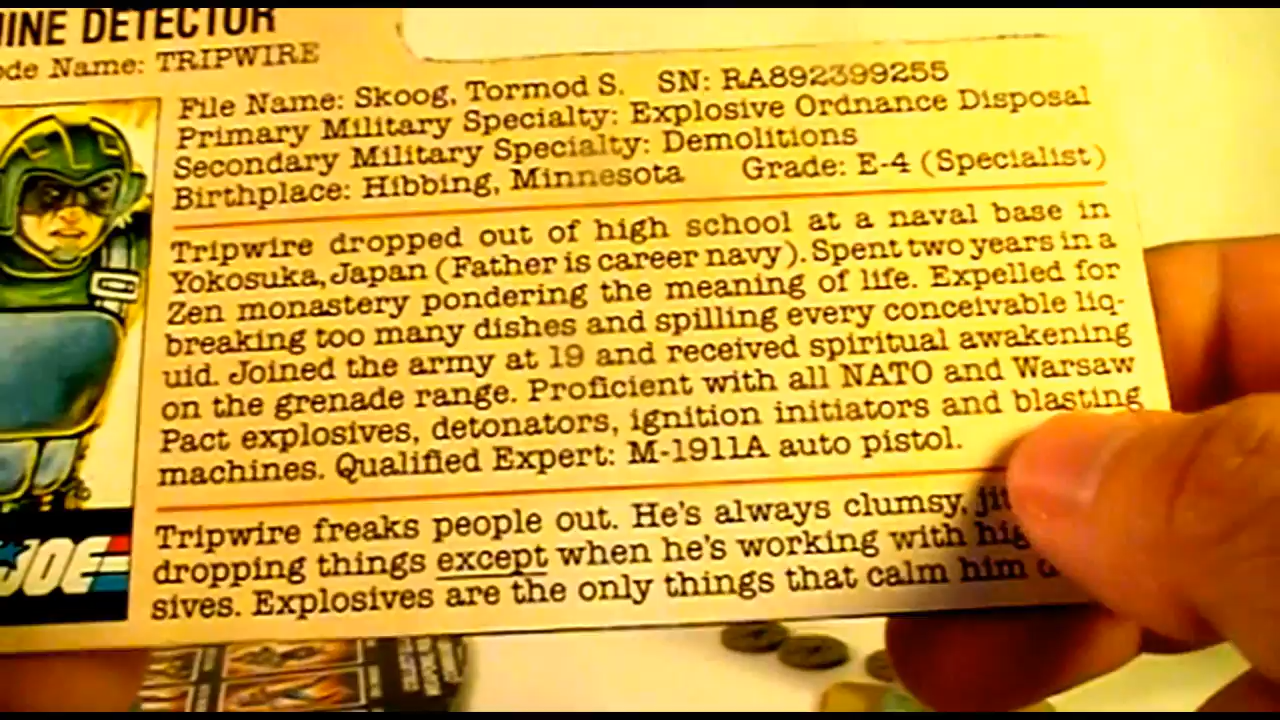 MINE DETECTOR
ode Name: TRIPWIRE
File Name: Skoog, Tormod S. SN: RA892399255
Primary Military Specialty: Explosive Ordnance Disposal
Secondary Military Specialty: Demolitions
Birthplace: Hibbing, Minnesota Grade: E-4 (Specialist)
Tripwire dropped out of high school at a naval base in
Yokosuka, Japan (Father is career navy). Spent two years in a
Zen monastery pondering the meaning of life. Expelled for
breaking too many dishes and spilling every conceivable liq-
uid. Joined the army at 19 and received spiritual awakening
on the grenade range. Proficient with all NATO and Warsaw
Pact explosives, detonators, ignition initiators and blasting
machines. Qualified Expert: M-1911A auto pistol.
Tripwire freaks people out. He's always clumsy, jit
dropping things except when he's working with hig
sives. Explosives are the only things that calm him d
JOE